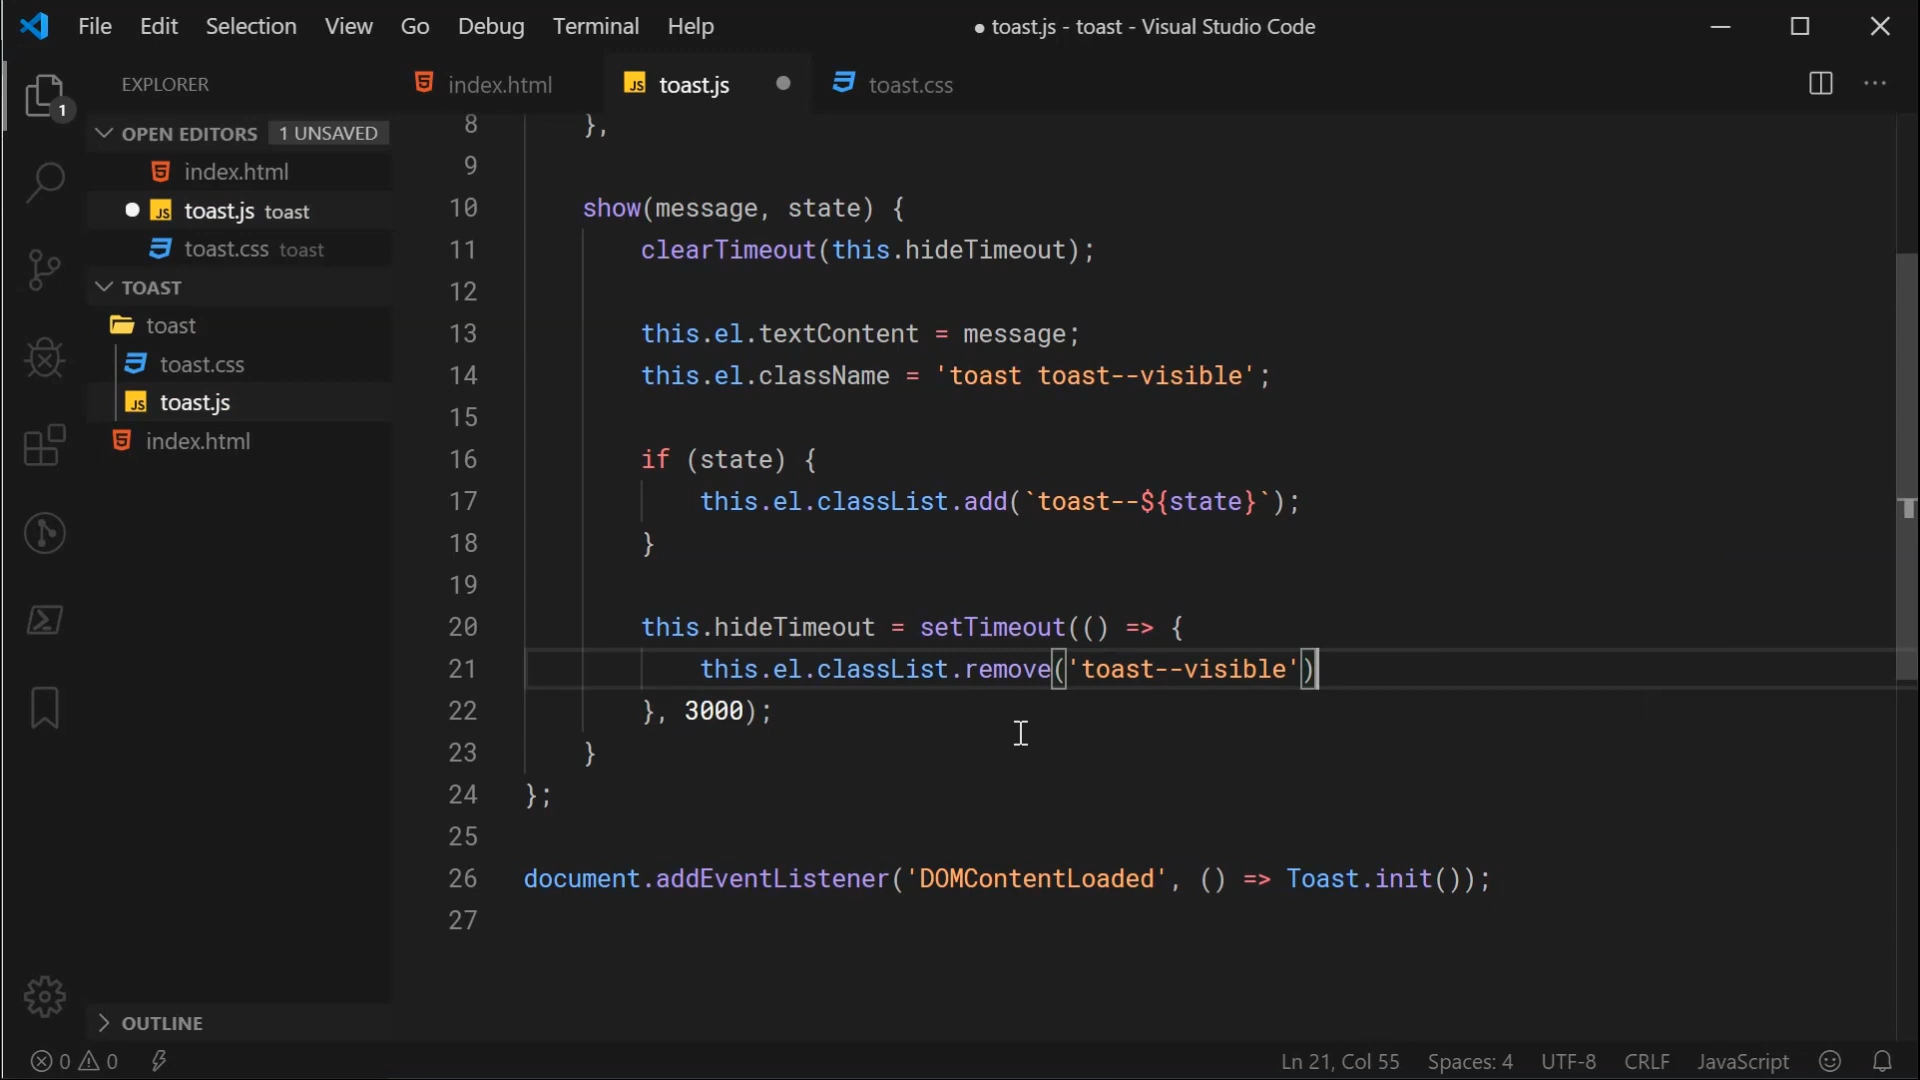 File Edit Selection View Go Debug Terminal Help
● toast.js - toast - Visual Studio Code
EXPLORER
index.html
JS toast.js
toast.css
1
OPEN EDITORS 1 UNSAVED
index.html
JS toast.js toast
toast.css toast
TOAST
toast
toast.css
JS toast.js
index.html
OUTLINE
8 },
9
10 show(message, state) {
11 clearTimeout(this.hideTimeout);
12
13 this.el.textContent = message;
14 this.el.className = 'toast toast--visible';
15
16 if (state) {
17 this.el.classList.add(`toast--${state}`);
18 }
19
20 this.hideTimeout = setTimeout(() => {
21 this.el.classList.remove('toast--visible')
22 }, 3000);
23 }
24 };
25
26 document.addEventListener('DOMContentLoaded', () => Toast.init());
27
0 0
Ln 21, Col 55 Spaces: 4 UTF-8 CRLF JavaScript